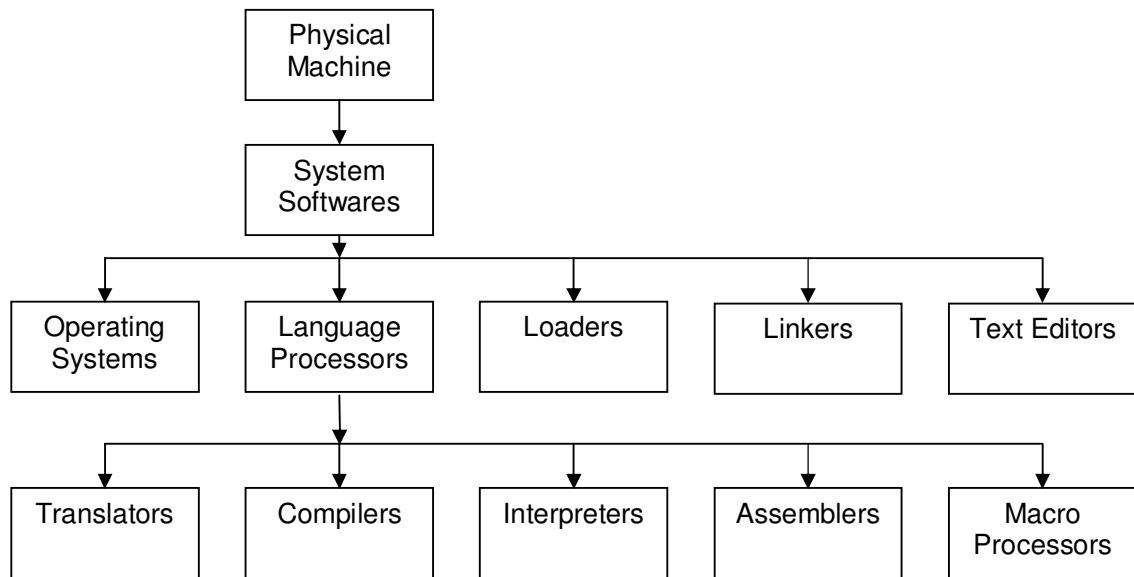 Physical
Machine
System
Softwares
Operating
Systems
Language
Processors
Loaders
Linkers
Text Editors
Translators
Compilers
Interpreters
Assemblers
Macro
Processors